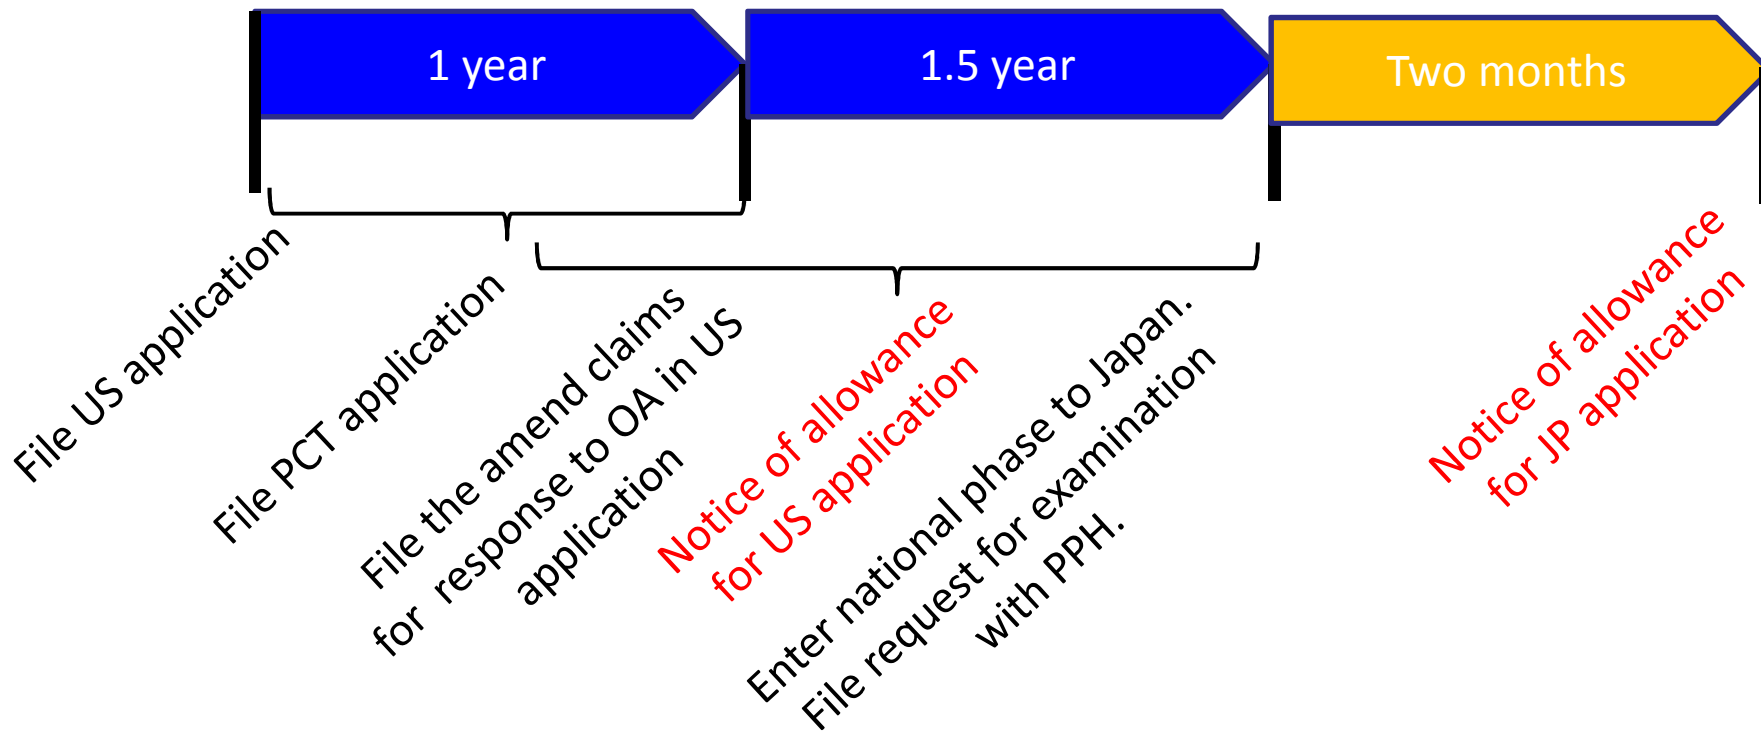 1 year
1.5 year
Two months
File US application
File PCT application
File the amend claims
for response to OA in US
application
Notice of allowance
for US application
Enter national phase to Japan.
File request for examination
with PPH.
Notice of allowance
for JP application